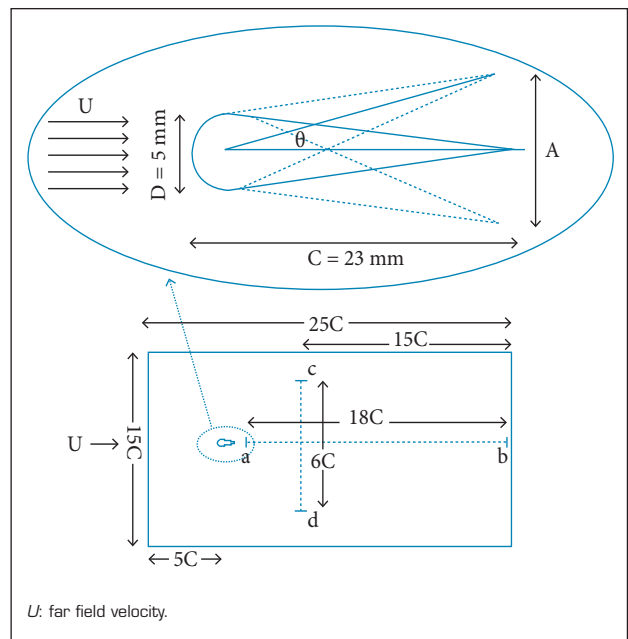 U
θ
D = 5 mm
A
C = 23 mm
25C
15C
c
18C
U
15C
a
6C
b
d
5C
U: far field velocity.